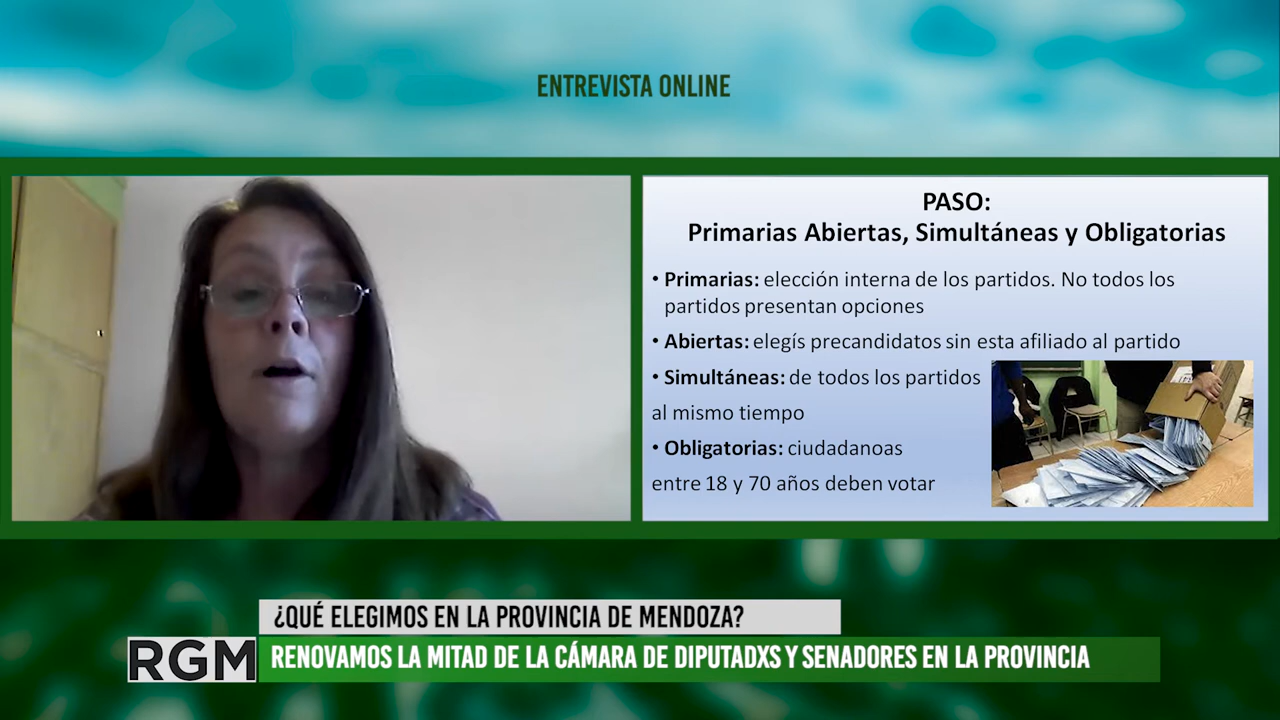 ENTREVISTA ONLINE
PASO:
Primarias Abiertas, Simultáneas y Obligatorias
• Primarias: elección interna de los partidos. No todos los
partidos presentan opciones
• Abiertas: elegís precandidatos sin esta afiliado al partido
• Simultáneas: de todos los partidos
al mismo tiempo
• Obligatorias: ciudadanoas
entre 18 y 70 años deben votar
¿QUÉ ELEGIMOS EN LA PROVINCIA DE MENDOZA?
RGM
RENOVAMOS LA MITAD DE LA CÁMARA DE DIPUTADXS Y SENADORES EN LA PROVINCIA